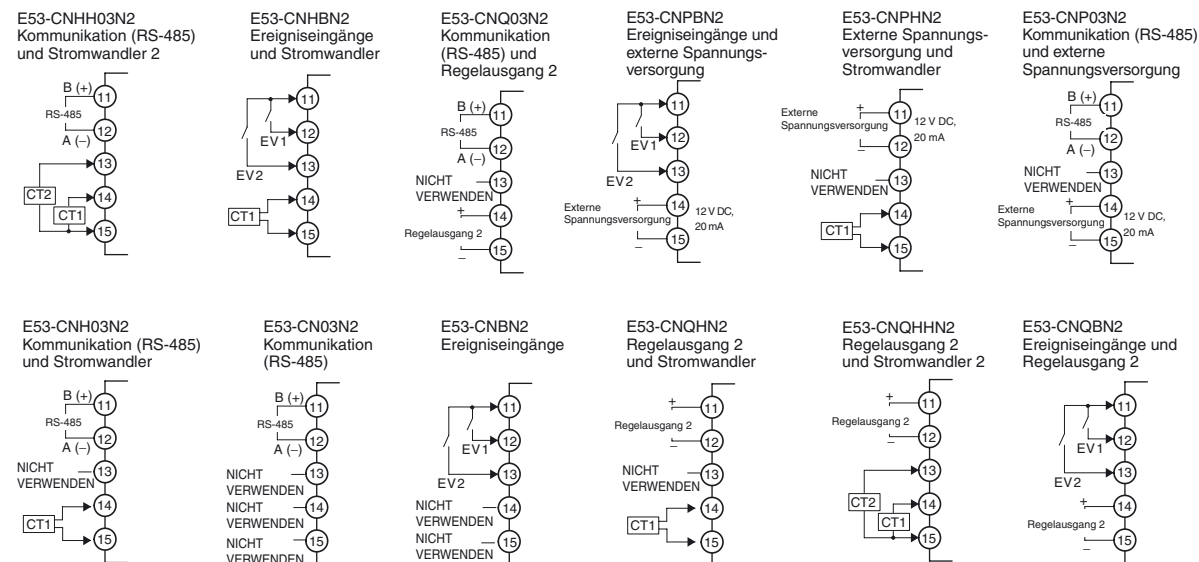 E53-CNHH03N2
Kommunikation (RS-485)
und Stromwandler 2
B (+)
11
RS-485
12
A (–)
13
CT2
14
CT1
15
E53-CNHBN2
Ereigniseingänge
und Stromwandler
11
12
EV1
13
EV2
14
CT1
15
E53-CNQ03N2
Kommunikation
(RS-485) und
Regelausgang 2
B (+)
11
RS-485
12
A (–)
NICHT
13
VERWENDEN
+
14
Regelausgang 2
15
–
E53-CNPBN2
Ereigniseingänge und
externe Spannungs-
versorgung
11
12
EV1
13
EV2
Externe
+
14
12 V DC,
Spannungsversorgung
20 mA
15
–
E53-CNPHN2
Externe Spannungs-
versorgung und
Stromwandler
Externe
+
11
12 V DC,
Spannungsversorgung
20 mA
–
12
NICHT
13
VERWENDEN
14
CT1
15
E53-CNP03N2
Kommunikation (RS-485)
und externe
Spannungsversorgung
B (+)
11
RS-485
12
A (–)
NICHT
13
VERWENDEN
Externe
+
14
12 V DC,
Spannungsversorgung
20 mA
15
–
E53-CNH03N2
Kommunikation (RS-485)
und Stromwandler
B (+)
11
RS-485
12
A (–)
NICHT
13
VERWENDEN
14
CT1
15
E53-CN03N2
Kommunikation
(RS-485)
B (+)
11
RS-485
12
A (–)
NICHT
13
VERWENDEN
NICHT
14
VERWENDEN
NICHT
15
VERWENDEN
E53-CNBN2
Ereigniseingänge
11
12
EV1
13
EV2
NICHT
14
VERWENDEN
NICHT
15
VERWENDEN
E53-CNQHN2
Regelausgang 2
und Stromwandler
+
11
Regelausgang 2
–
12
NICHT
13
VERWENDEN
14
CT1
15
E53-CNQHHN2
Regelausgang 2
und Stromwandler 2
+
11
Regelausgang 2
–
12
13
CT2
14
CT1
15
E53-CNQBN2
Ereigniseingänge und
Regelausgang 2
11
12
EV1
13
EV2
+
14
Regelausgang 2
15
–